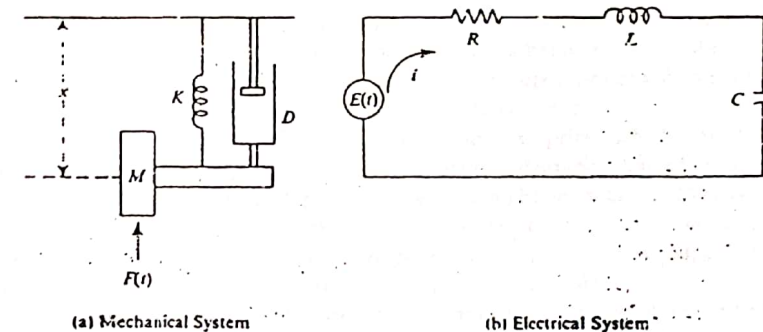 x
K
D
M
F(t)
(a) Mechanical System
R
L
i
E(t)
C
(b) Electrical System